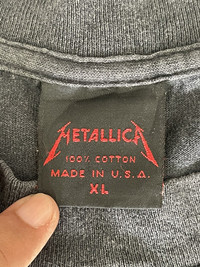 METALLICA
100% COTTON
MADE IN U.S.A.
XL